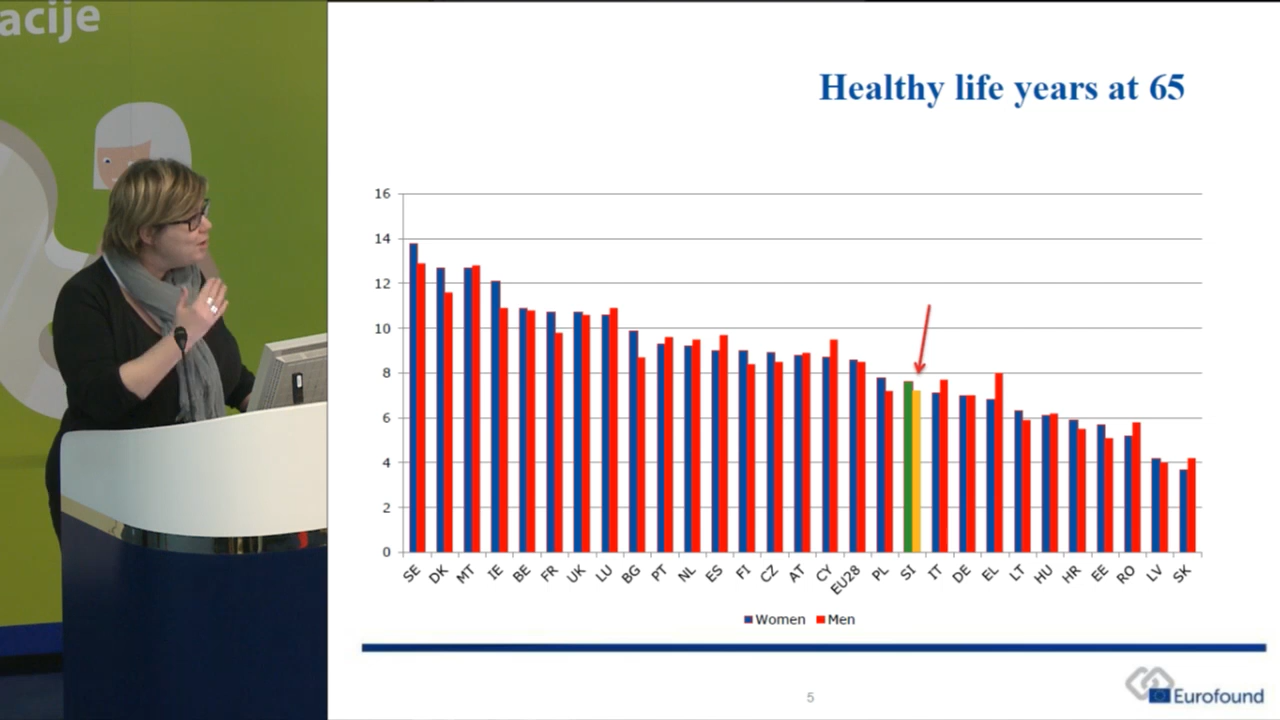 acije
Healthy life years at 65
16
14
12
10
8
6
4
2
0
SE DK MT IE BE FR UK LU BG PT NL ES FI CZ AT CY EU28 PL SI IT DE EL LT HU HR EE RO LV SK
Women Men
5
Eurofound